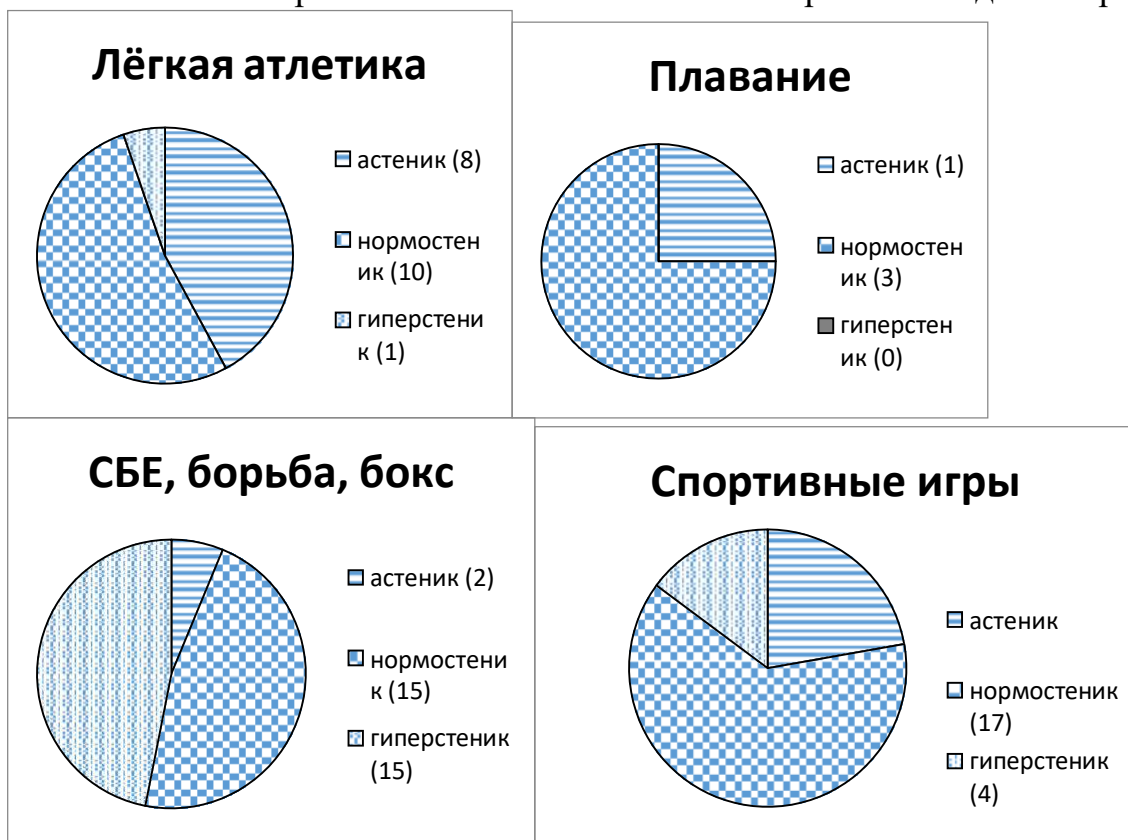 Лёгкая атлетика
астеник (8)
нормостен
ик (10)
гиперстени
к (1)
Плавание
астеник (1)
нормостен
ик (3)
гиперстен
ик (0)
СБЕ, борьба, бокс
астеник (2)
нормостени
к (15)
гиперстеник
(15)
Спортивные игры
астеник
нормостеник
(17)
гиперстеник
(4)